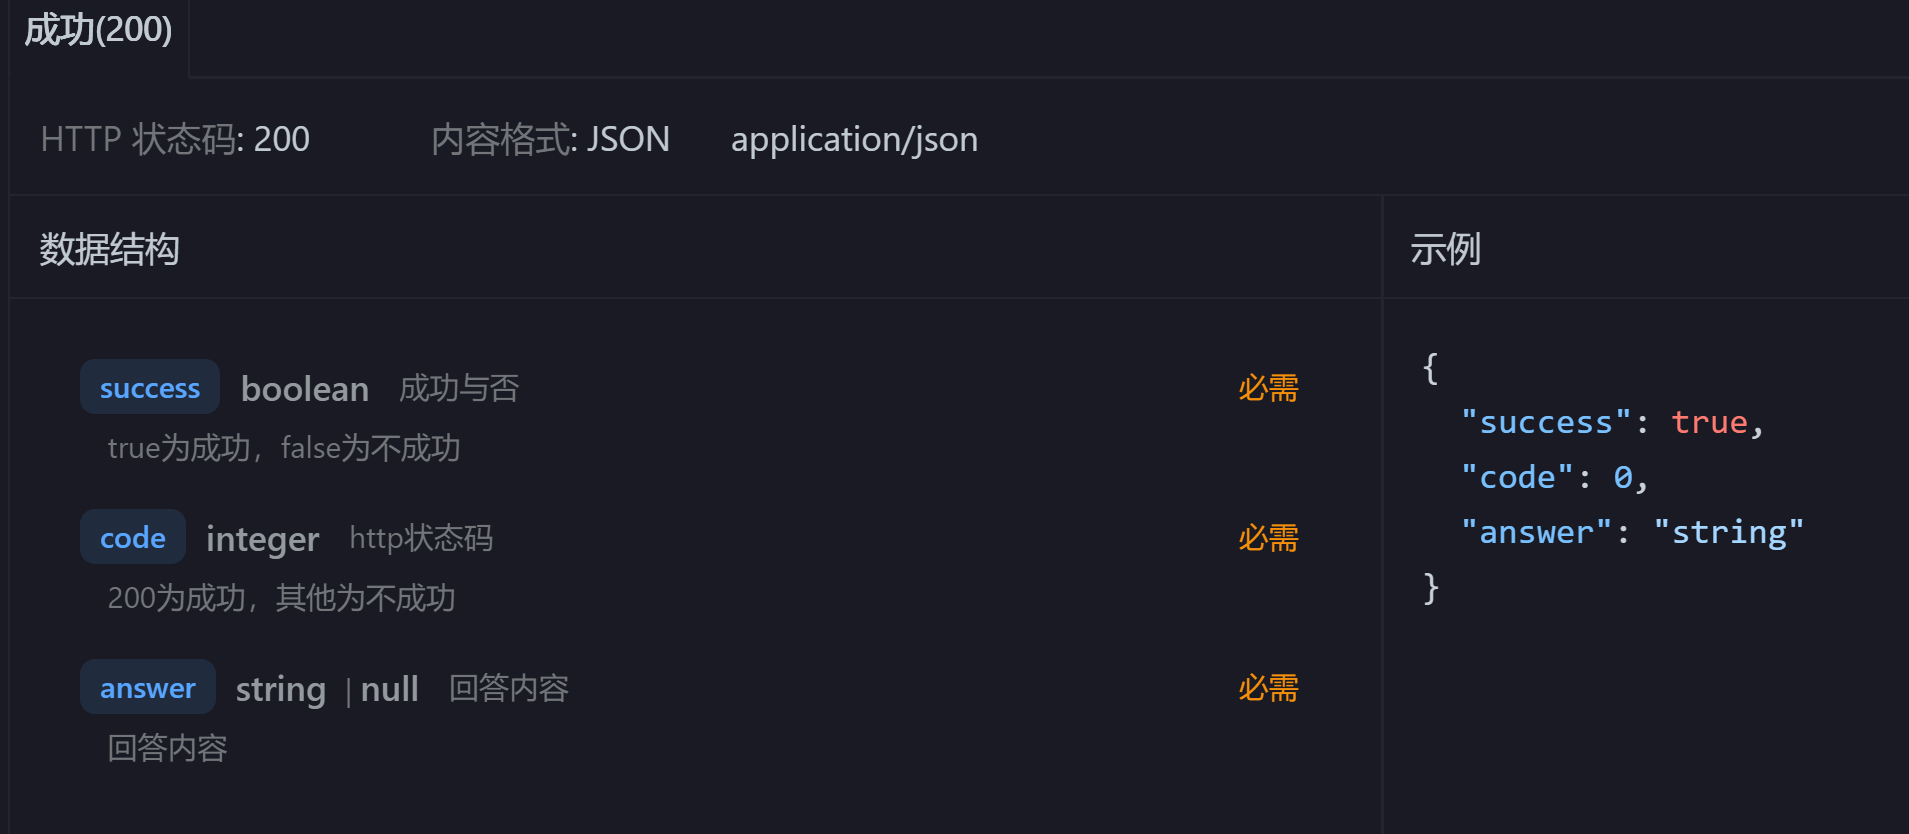 成功(200)
HTTP 状态码: 200 内容格式: JSON application/json
数据结构
示例
success boolean 成功与否 必需
true为成功，false为不成功
code integer http状态码 必需
200为成功，其他为不成功
answer string | null 回答内容 必需
回答内容
{
"success": true,
"code": 0,
"answer": "string"
}